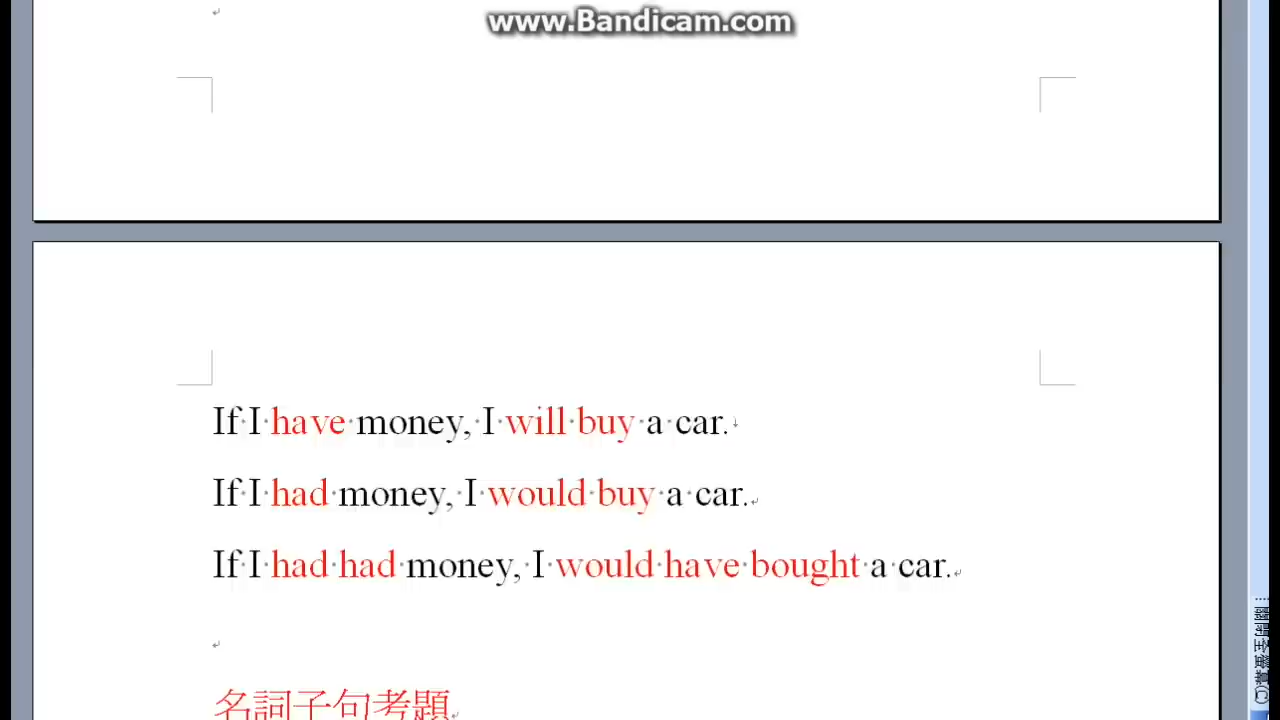 www.Bandicam.com
If I have money, I will buy a car.
If I had money, I would buy a car.
If I had had money, I would have bought a car.
名詞子句考題